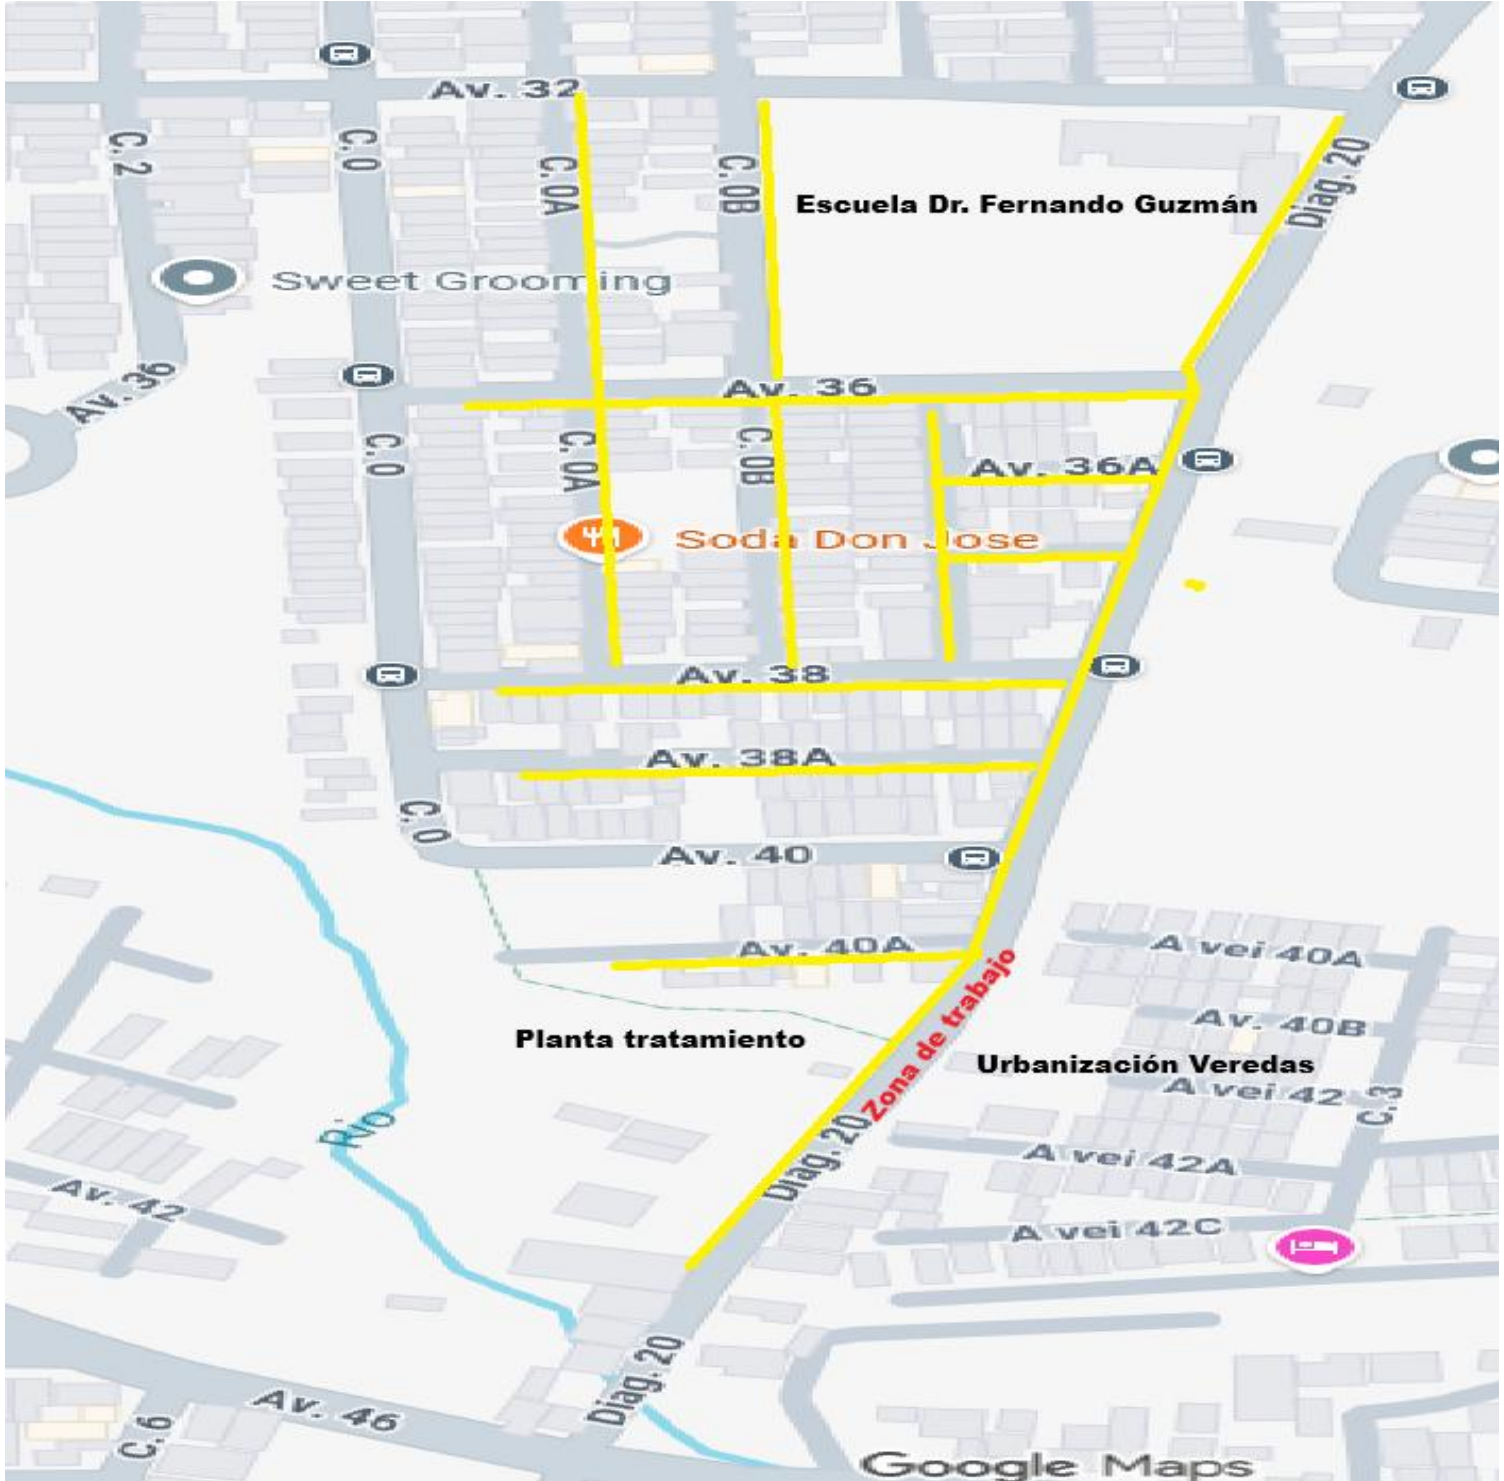 Av. 32
C. 2
C. 0
C. 0A
C. 0B
Diag. 20
Escuela Dr. Fernando Guzmán
Sweet Grooming
Av. 36
Av. 36
C. 0
C. 0A
C. 0B
Av. 36A
Soda Don Jose
Av. 38
Av. 38A
C. 0
Av. 40
Av. 40A
A vei 40A
Zona de trabajo
Av. 40B
Planta tratamiento
Urbanización Veredas
A vei 42
C. 3
Río
Diag. 20
A vei 42A
Av. 42
A vei 42C
Diag. 20
Av. 46
C. 6
Google Maps